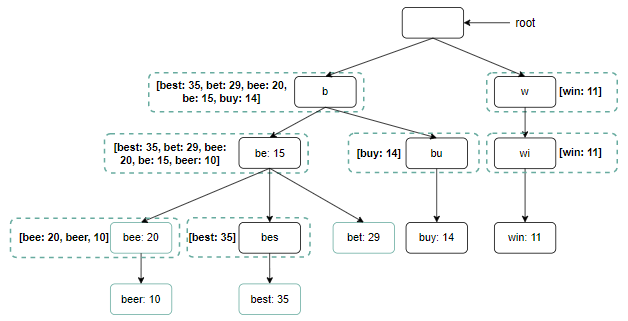 root
[best: 35, bet: 29, bee: 20,
be: 15, buy: 14]
b
w
[win: 11]
[best: 35, bet: 29, bee:
20, be: 15, beer: 10]
be: 15
[buy: 14]
bu
wi
[win: 11]
[bee: 20, beer, 10]
bee: 20
[best: 35]
bes
bet: 29
buy: 14
win: 11
beer: 10
best: 35